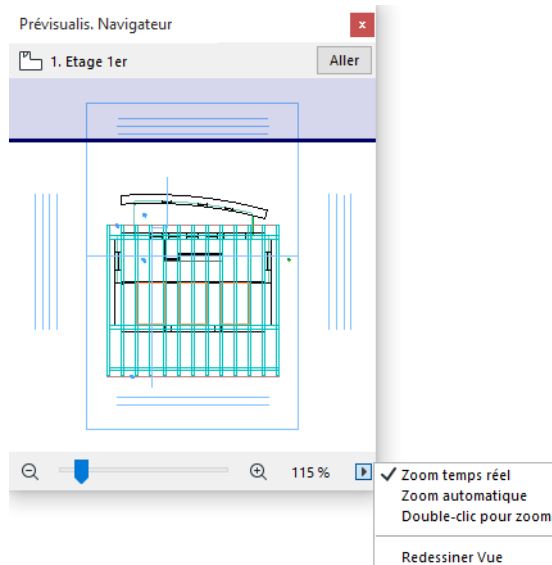 Prévisualis. Navigateur
1. Etage 1er
Aller
115 %
Zoom temps réel
Zoom automatique
Double-clic pour zoom
Redessiner Vue